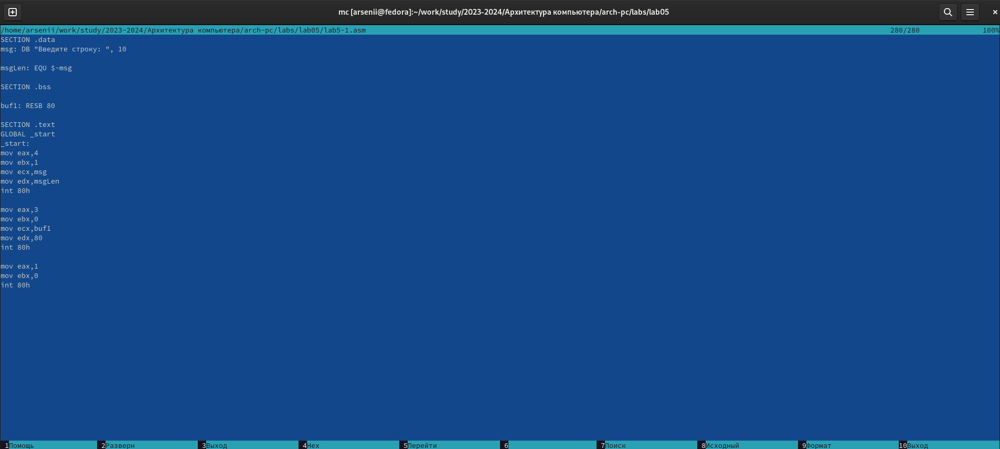 mc [arsenii@fedora]:~/work/study/2023-2024/Архитектура компьютера/arch-pc/labs/lab05
/home/arsenii/work/study/2023-2024/Архитектура компьютера/arch-pc/labs/lab05/lab5-1.asm 280/280 100%
SECTION .data
msg: DB "Введите строку: ", 10
msgLen: EQU $-msg
SECTION .bss
buf1: RESB 80
SECTION .text
GLOBAL _start
_start:
mov eax,4
mov ebx,1
mov ecx,msg
mov edx,msgLen
int 80h
mov eax,3
mov ebx,0
mov ecx,buf1
mov edx,80
int 80h
mov eax,1
mov ebx,0
int 80h
1Помощь 2Разверн 3Выход 4Hex 5Перейти 6 7Поиск 8Исходный 9Формат 10Выход